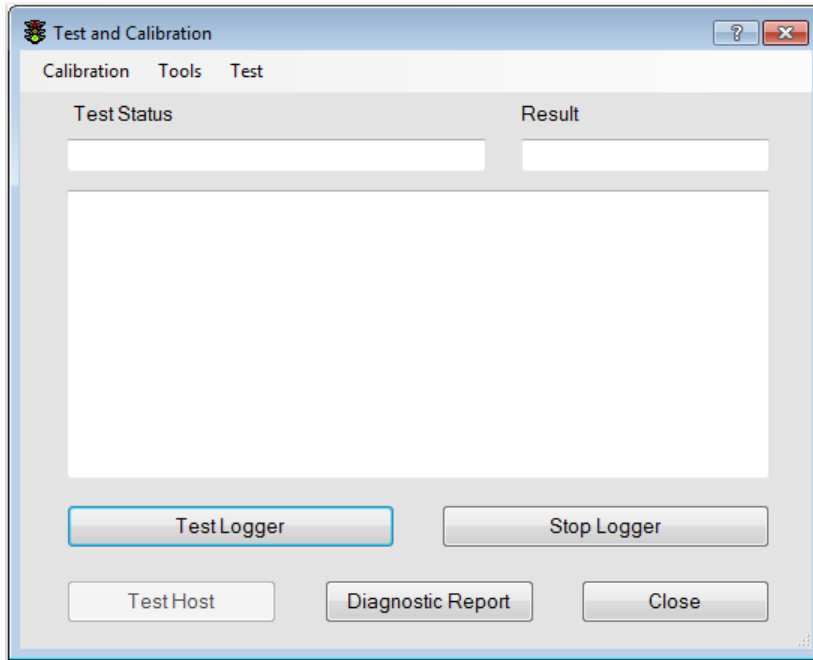 Test and Calibration
?
Calibration Tools Test
Test Status Result
Test Logger Stop Logger
Test Host Diagnostic Report Close